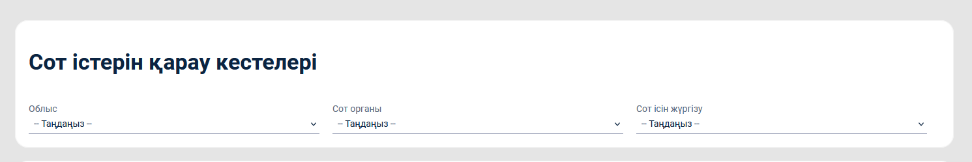 Сот істерін қарау кестелері
Облыс
Сот органы
Сот ісін жүргізу
-- Таңдаңыз --
-- Таңдаңыз --
-- Таңдаңыз --